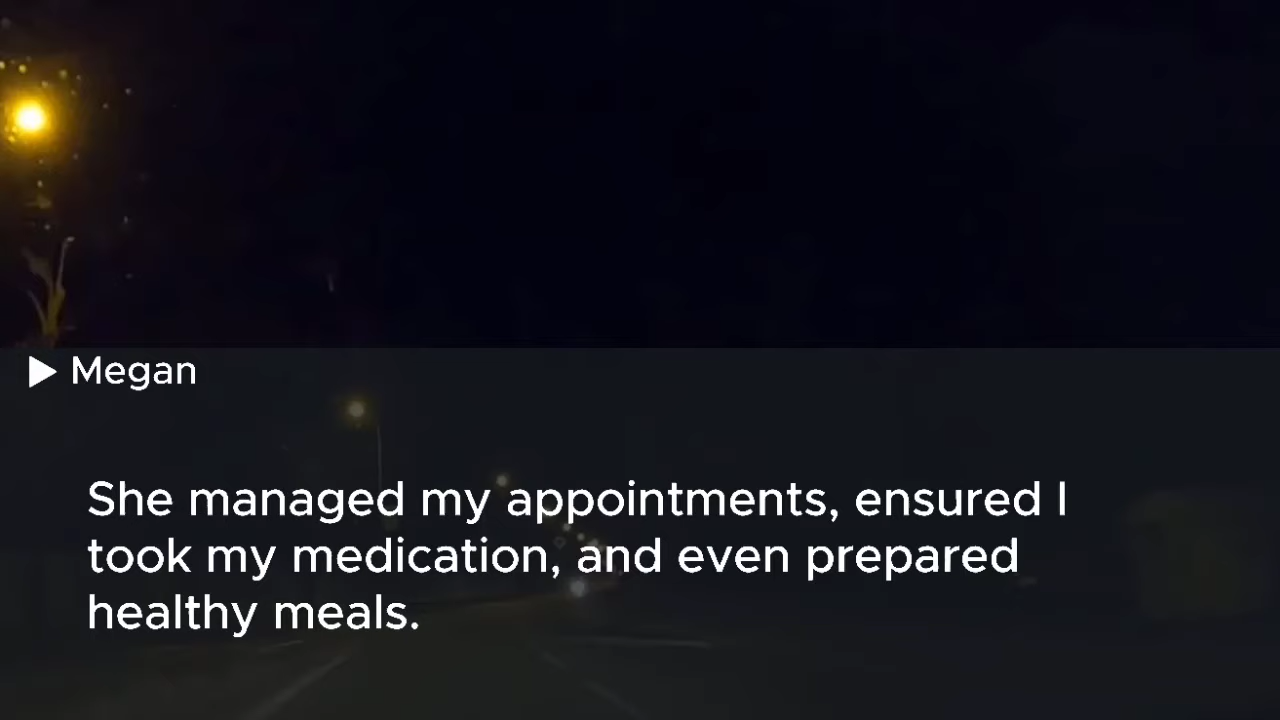 Megan
She managed my appointments, ensured I
took my medication, and even prepared
healthy meals.